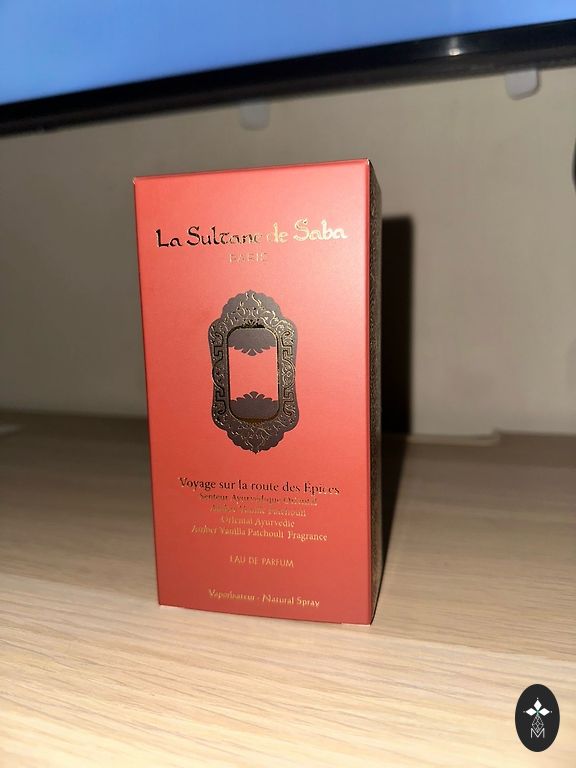 La Sultane de Saba
PARIS
Voyage sur la route des Épices
Senteur Ayurvédique Oriental
Ambre Vanille Patchouli
Oriental Ayurvedic
Amber Vanilla Patchouli Fragrance
EAU DE PARFUM
Vaporisateur - Natural Spray
M